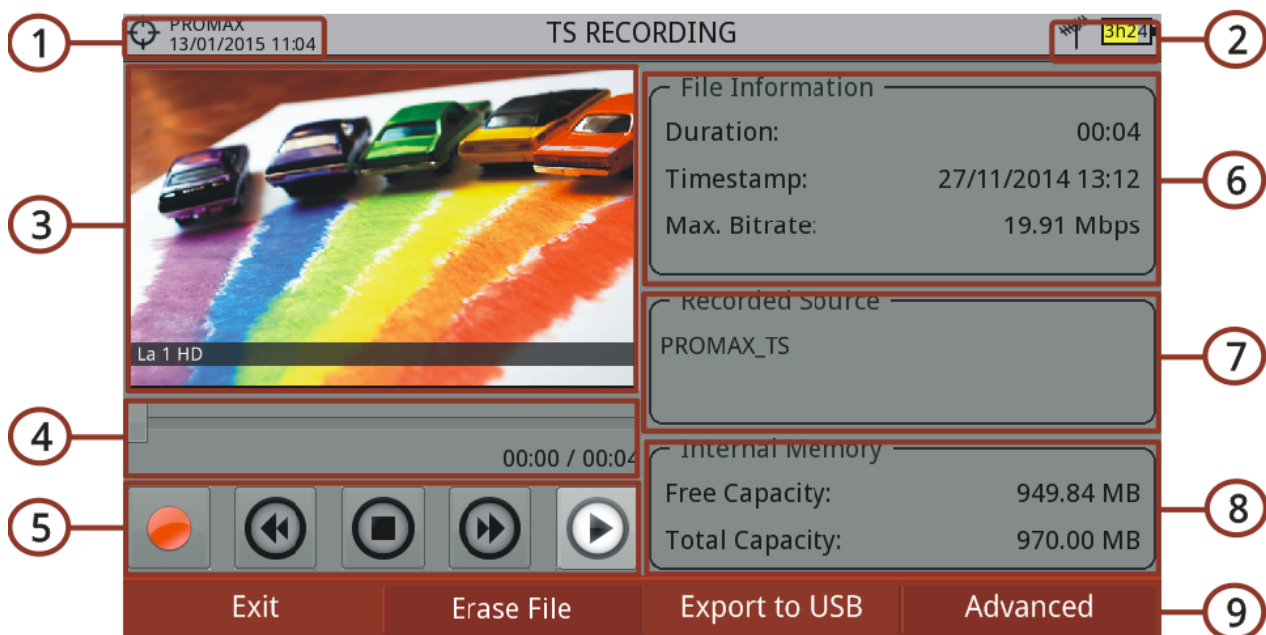 PROMAX
13/01/2015 11:04
TS RECORDING
3h24
1
2
3
La 1 HD
File Information
Duration: 00:04
Timestamp: 27/11/2014 13:12
Max. Bitrate: 19.91 Mbps
6
Recorded Source
PROMAX_TS
7
4
00:00 / 00:04
5
Internal Memory
Free Capacity: 949.84 MB
Total Capacity: 970.00 MB
8
Exit Erase File Export to USB Advanced
9